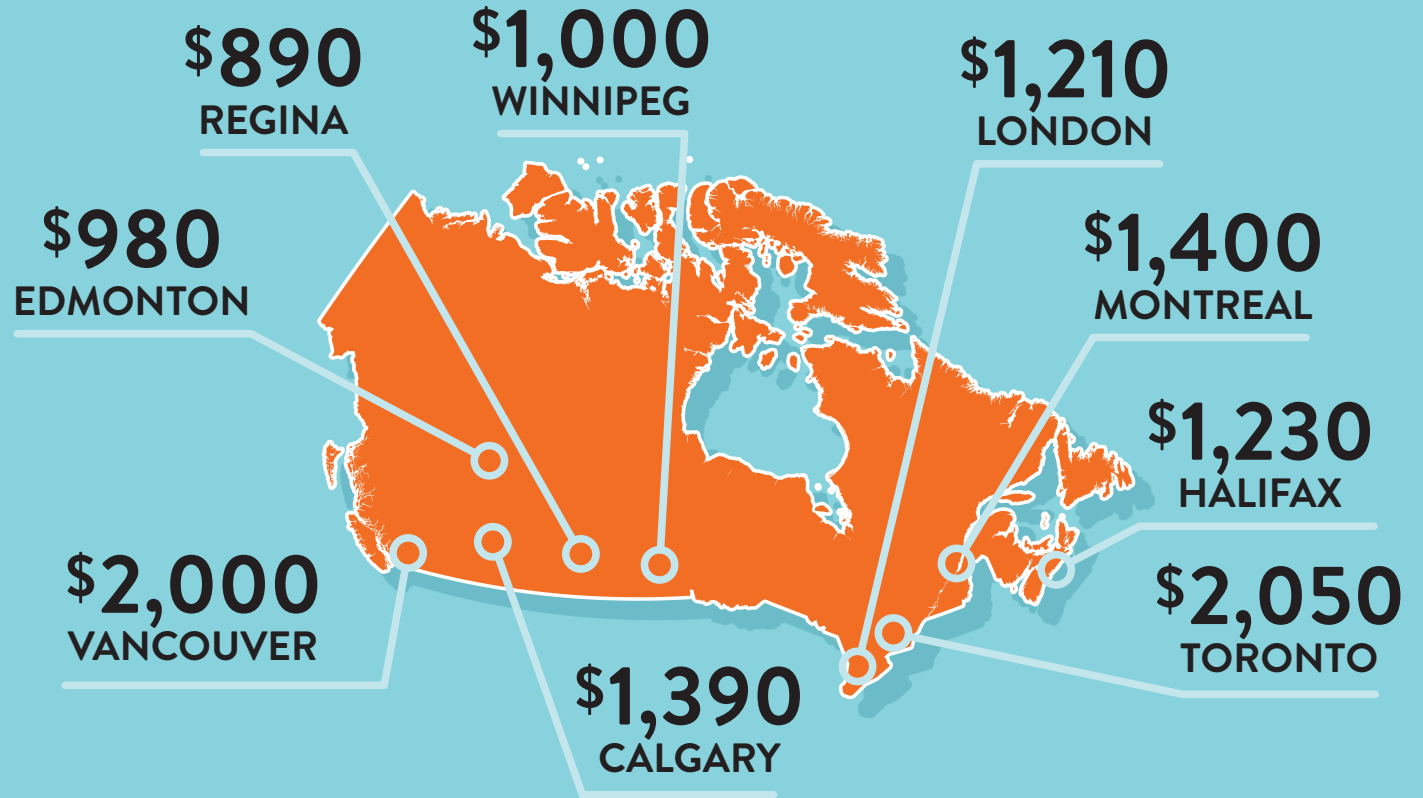 $890
REGINA
$1,000
WINNIPEG
$1,210
LONDON
$980
EDMONTON
$1,400
MONTREAL
$1,230
HALIFAX
$2,000
VANCOUVER
$2,050
TORONTO
$1,390
CALGARY